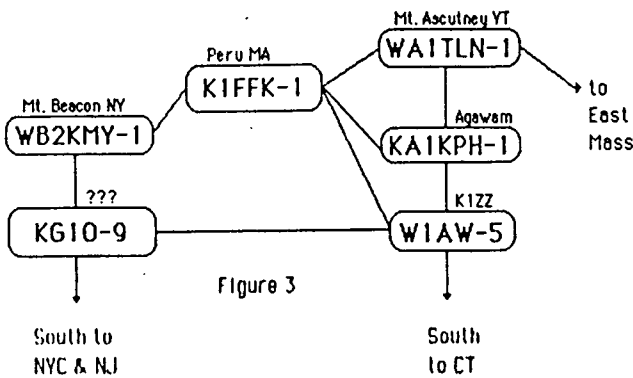 Mt. Ascutney VT
WA1TLN-1
Peru MA
K1FFK-1
to
East
Mass
Mt. Beacon NY
WB2KMY-1
Agawam
KA1KPH-1
???
KG1O-9
K1ZZ
W1AW-5
Figure 3
South to
NYC & NJ
South
to CT